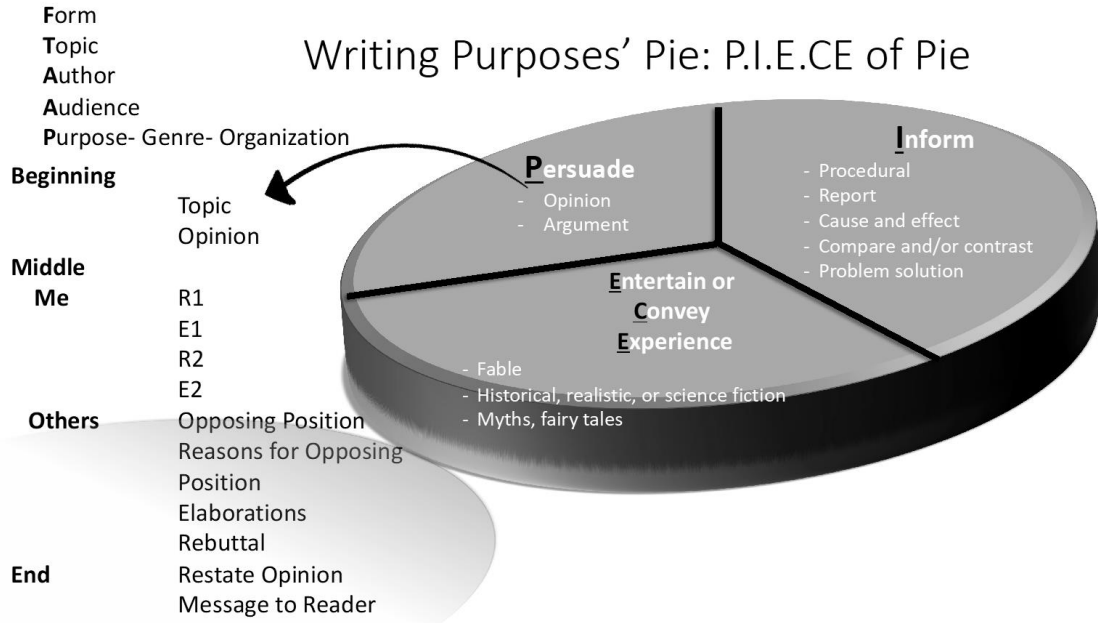 Form
Topic
Author
Audience
Purpose- Genre- Organization
Writing Purposes' Pie: P.I.E.CE of Pie
Beginning
Topic
Opinion
Middle
Me R1
E1
R2
E2
Others Opposing Position
Reasons for Opposing
Position
Elaborations
Rebuttal
End Restate Opinion
Message to Reader
Persuade
- Opinion
- Argument
Inform
- Procedural
- Report
- Cause and effect
- Compare and/or contrast
- Problem solution
Entertain or
Convey
Experience
- Fable
- Historical, realistic, or science fiction
- Myths, fairy tales